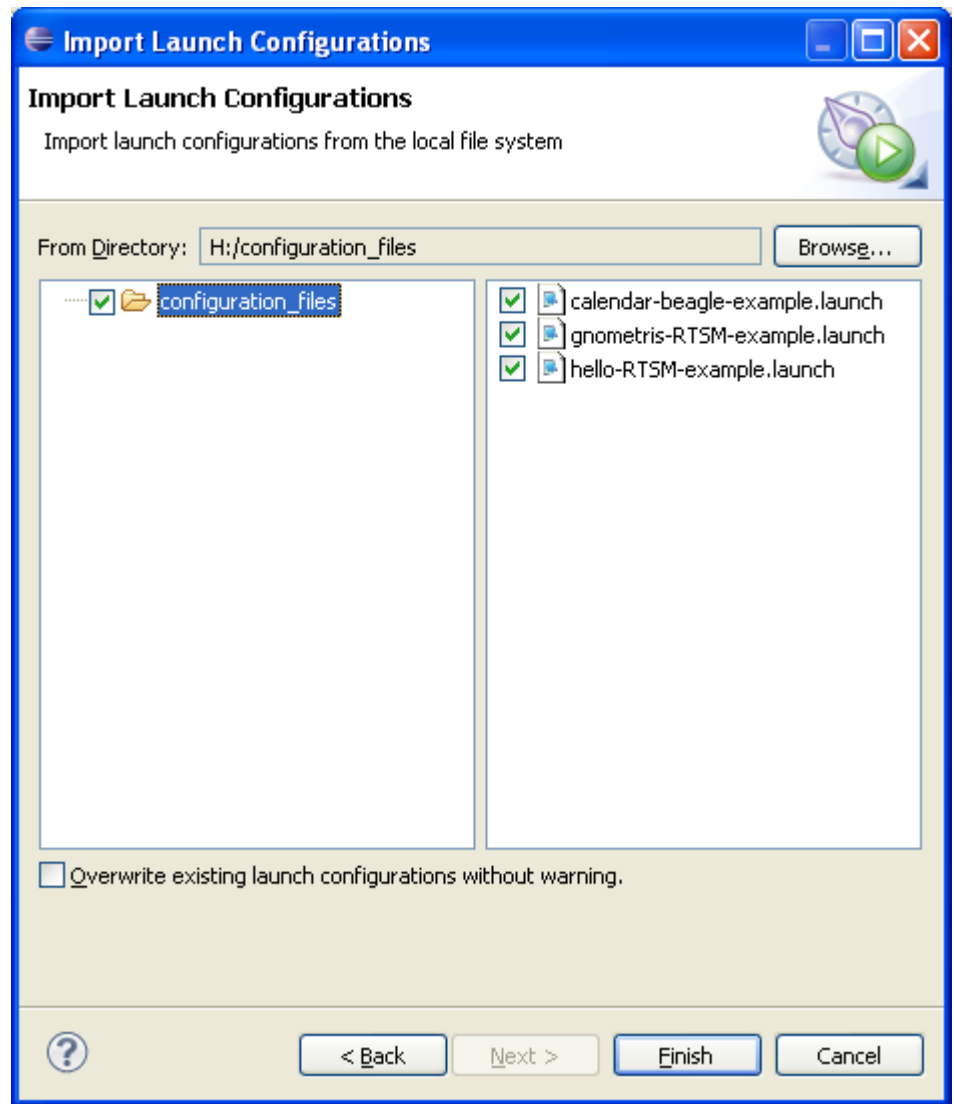 Import Launch Configurations
Import Launch Configurations
Import launch configurations from the local file system
From Directory: H:/configuration_files Browse...
configuration_files
calendar-beagle-example.launch
gnometris-RTSM-example.launch
hello-RTSM-example.launch
Overwrite existing launch configurations without warning.
? < Back Next > Finish Cancel